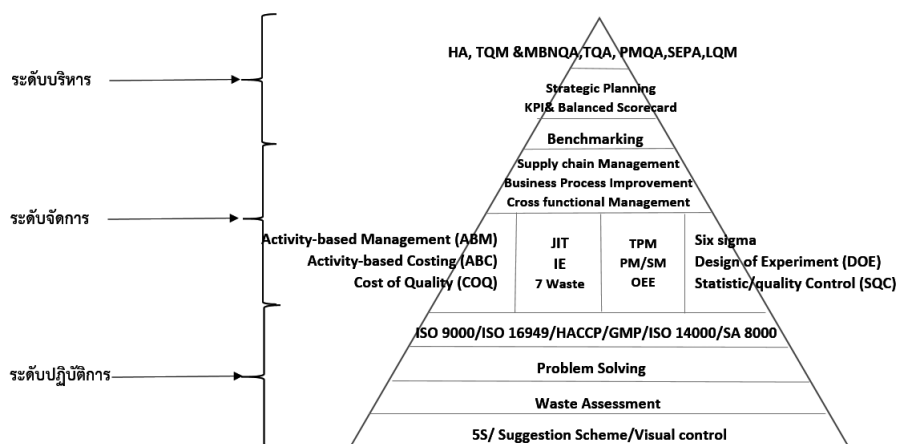 HA, TQM &MBNQA,TQA, PMQA,SEPA,LQM
ระดับบริหาร
Strategic Planning
KPI& Balanced Scorecard
Benchmarking
Supply chain Management
Business Process Improvement
Cross functional Management
ระดับจัดการ
Activity-based Management (ABM)
Activity-based Costing (ABC)
Cost of Quality (COQ)
JIT
IE
7 Waste
TPM
PM/SM
OEE
Six sigma
Design of Experiment (DOE)
Statistic/quality Control (SQC)
ISO 9000/ISO 16949/HACCP/GMP/ISO 14000/SA 8000
ระดับปฏิบัติการ
Problem Solving
Waste Assessment
5S/ Suggestion Scheme/Visual control